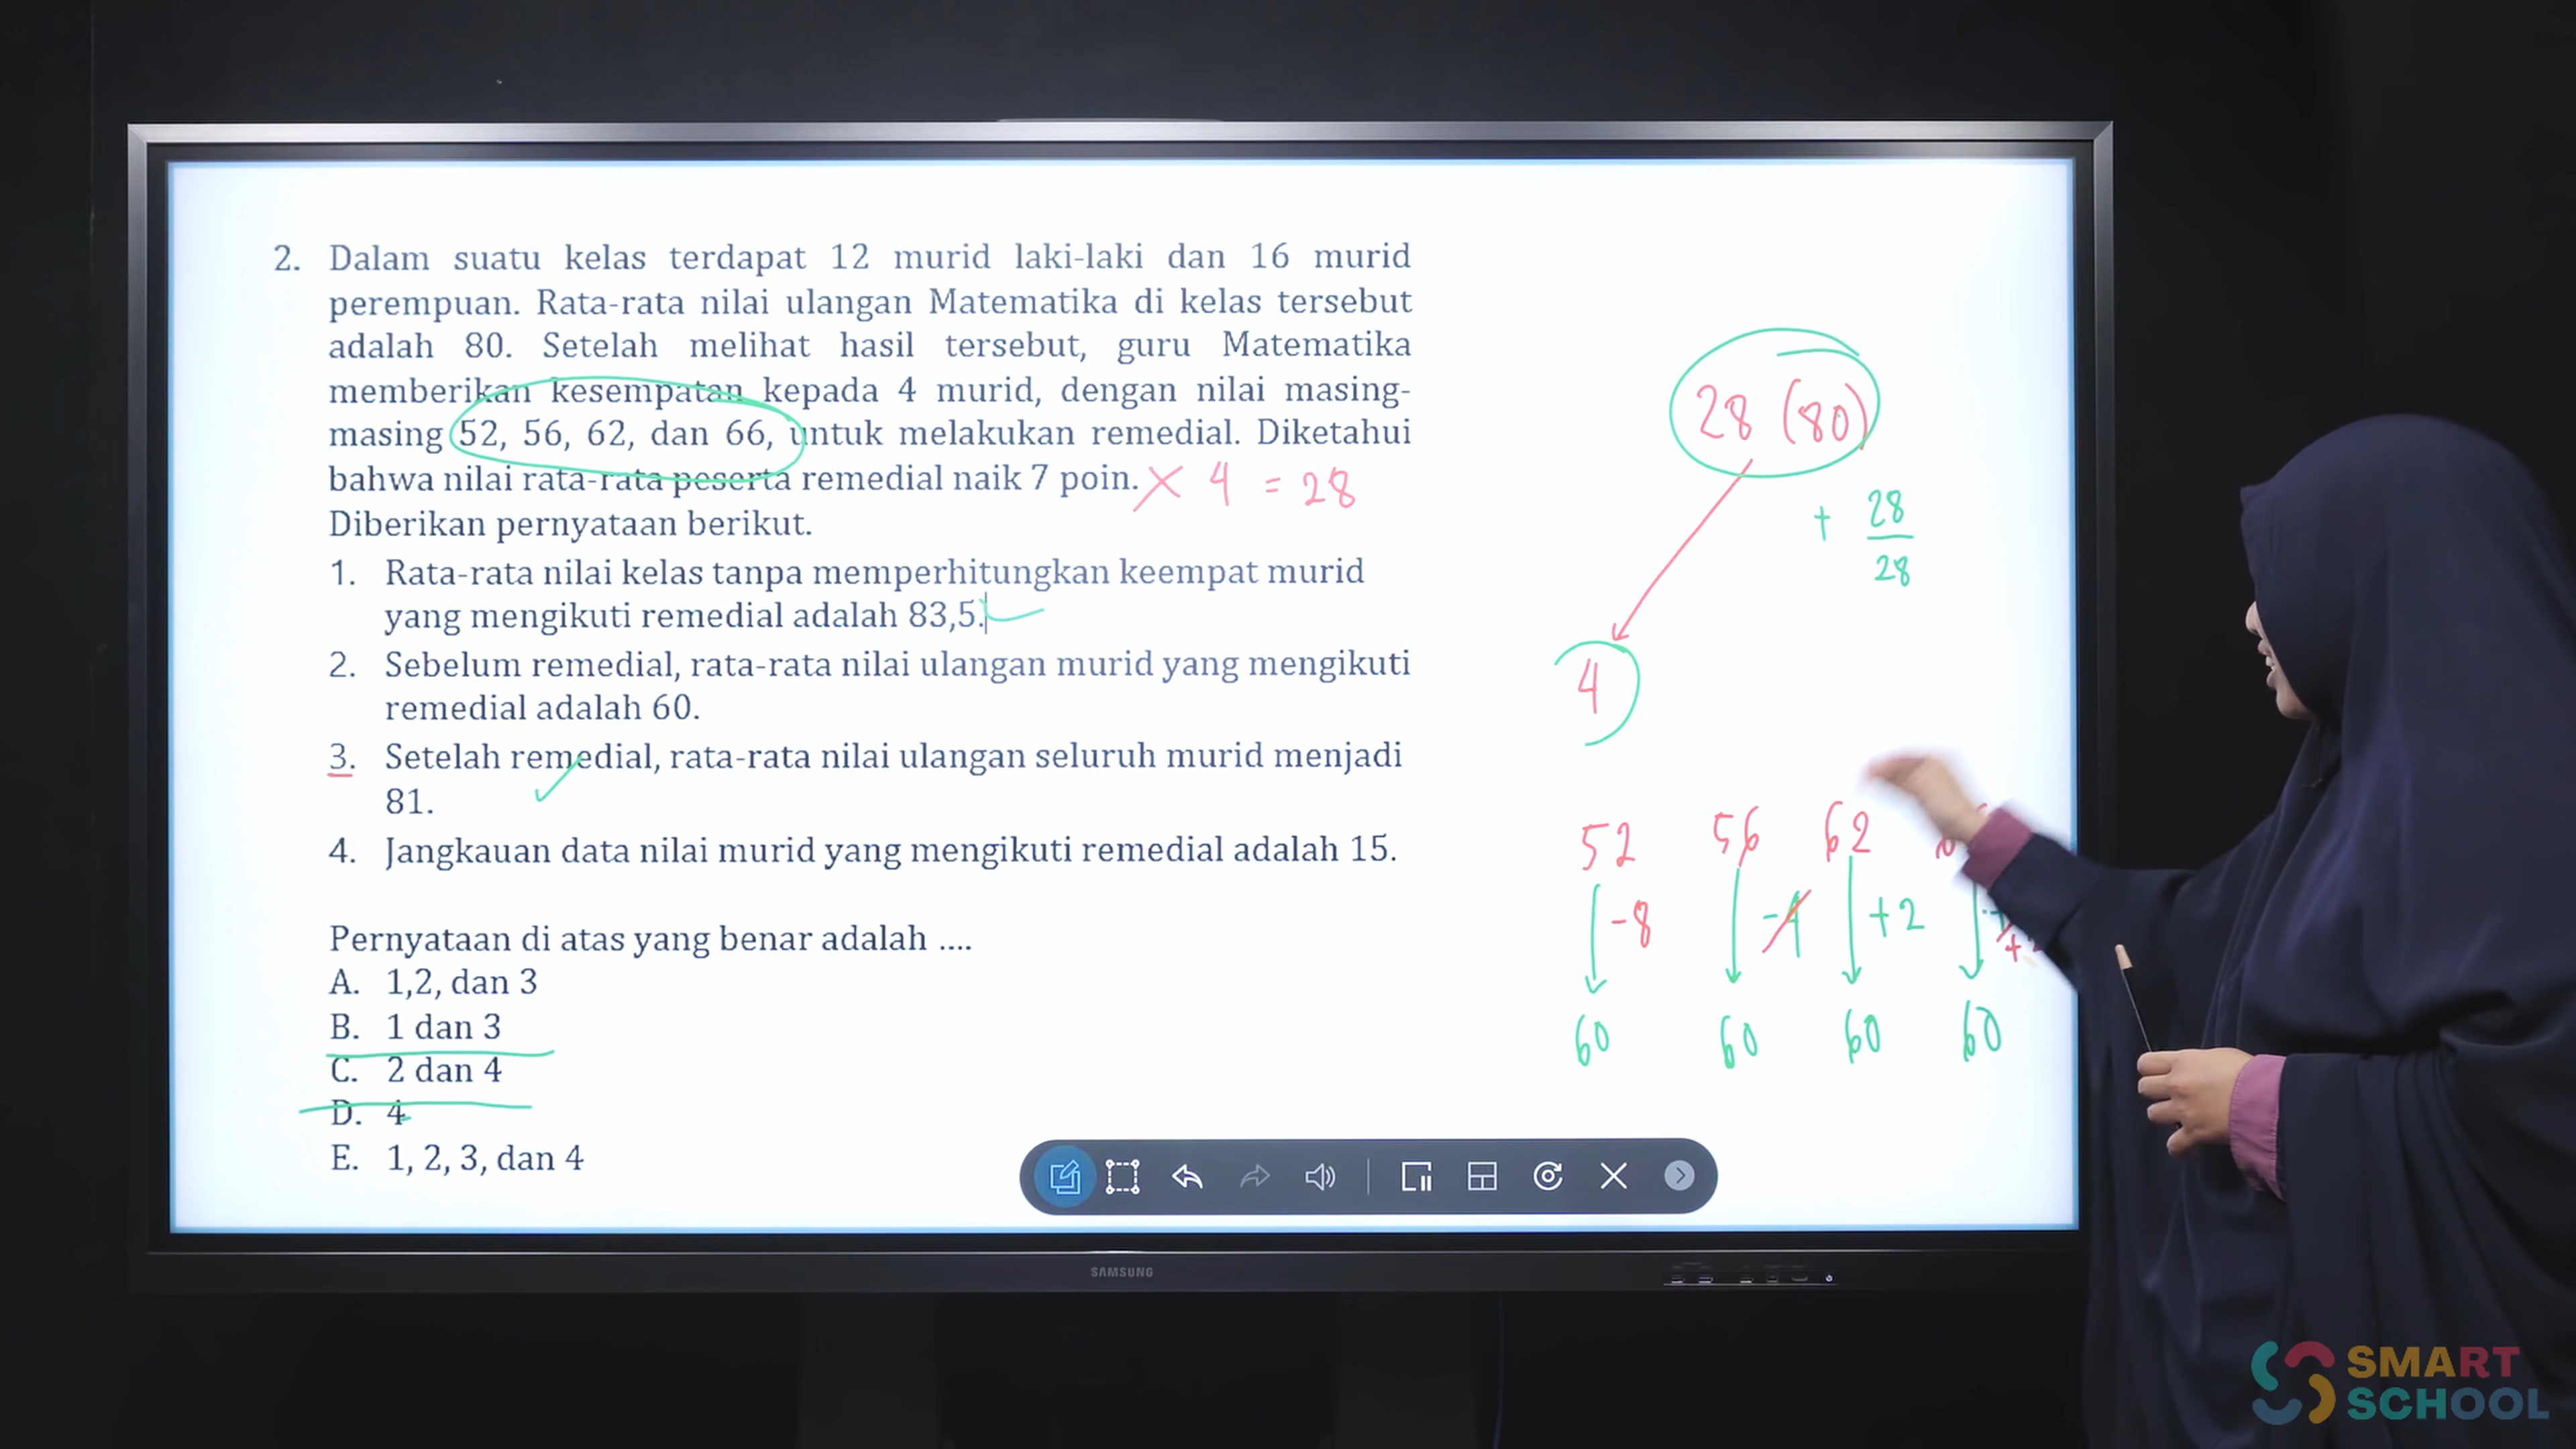 2. Dalam suatu kelas terdapat 12 murid laki-laki dan 16 murid
perempuan. Rata-rata nilai ulangan Matematika di kelas tersebut
adalah 80. Setelah melihat hasil tersebut, guru Matematika
memberikan kesempatan kepada 4 murid, dengan nilai masing-
masing 52, 56, 62, dan 66, untuk melakukan remedial. Diketahui
bahwa nilai rata-rata peserta remedial naik 7 poin. × 4 = 28
Diberikan pernyataan berikut.
1. Rata-rata nilai kelas tanpa memperhitungkan keempat murid
yang mengikuti remedial adalah 83,5.
2. Sebelum remedial, rata-rata nilai ulangan murid yang mengikuti
remedial adalah 60.
3. Setelah remedial, rata-rata nilai ulangan seluruh murid menjadi
81.
4. Jangkauan data nilai murid yang mengikuti remedial adalah 15.
Pernyataan di atas yang benar adalah ....
A. 1,2, dan 3
B. 1 dan 3
C. 2 dan 4
D. 4
E. 1, 2, 3, dan 4
28 (80)
+ 28
28
4
52 56 62
-8 -4 +2
60 60 60 60
SAMSUNG
SMART
SCHOOL